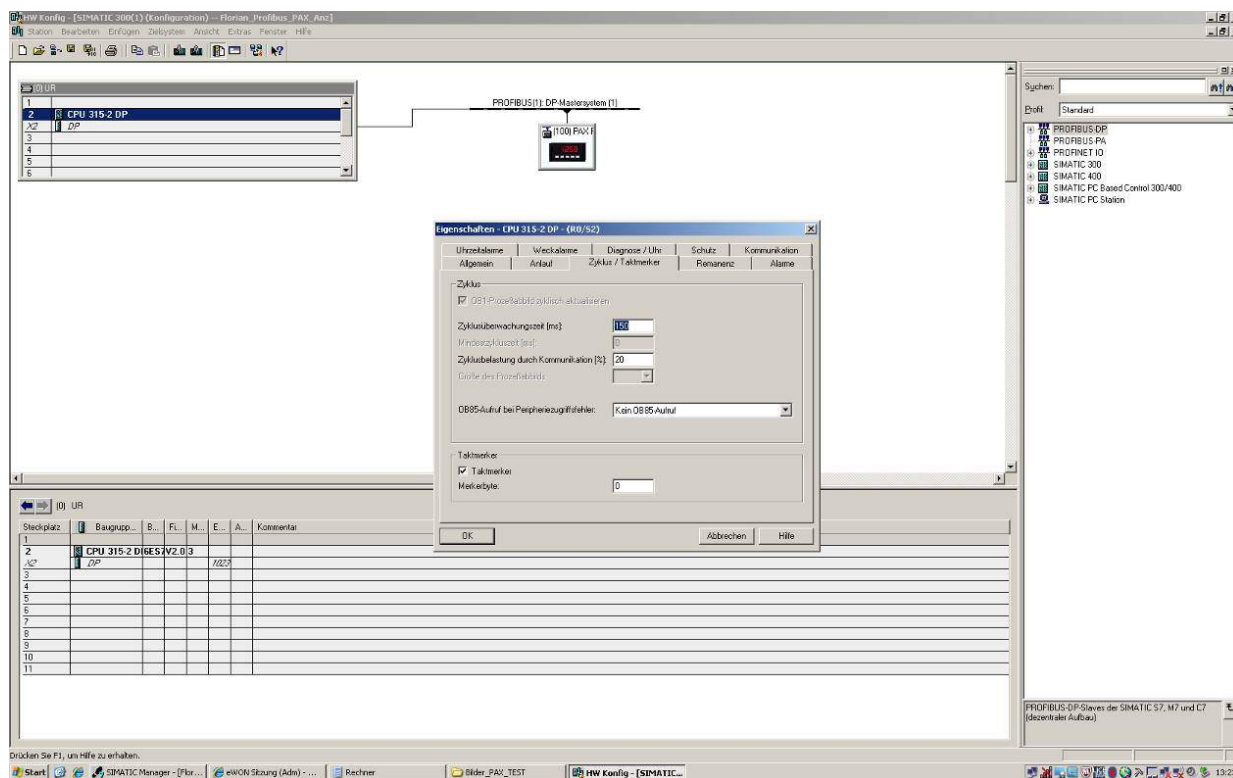 HW Konfig - [SIMATIC 300(1) (Konfiguration) -- Florian_Profibus_PAX_Anz]
Station Bearbeiten Einfügen Zielsystem Ansicht Extras Fenster Hilfe
(0) UR
1
2 CPU 315-2 DP
X2 DP
3
4
5
6
PROFIBUS(1): DP-Mastersystem (1)
(100) PAX
Suchen:
Profil: Standard
PROFIBUS-DP
PROFIBUS-PA
PROFINET IO
SIMATIC 300
SIMATIC 400
SIMATIC PC Based Control 300/400
SIMATIC PC Station
Eigenschaften - CPU 315-2 DP - (R0/S2)
Uhrzeitalarme Weckalarme Diagnose / Uhr Schutz Kommunikation
Allgemein Anlauf Zyklus / Taktmerker Remanenz Alarme
Zyklus
OB1-Prozeßabbild zyklisch aktualisieren
Zyklusüberwachungszeit [ms]: 150
Mindestzykluszeit [ms]: 0
Zyklusbelastung durch Kommunikation [%]: 20
Größe des Prozeßabbilds:
OB85-Aufruf bei Peripheriezugriffsfehler: Kein OB85-Aufruf
Taktmerker
Taktmerker
Merkerbyte: 0
OK Abbrechen Hilfe
(0) UR
Steckplatz Baugrupp... B... Fi... M... E... A... Kommentar
1
2 CPU 315-2 D 6ES7 V2.0 3
X2 DP 1023
3
4
5
6
7
8
9
10
11
PROFIBUS-DP-Slaves der SIMATIC S7, M7 und C7
(dezentraler Aufbau)
Drücken Sie F1, um Hilfe zu erhalten.
Start SIMATIC Manager - [Flor... eWON Sitzung (Adm) - ... Rechner Bilder_PAX_TEST HW Konfig - [SIMATIC...